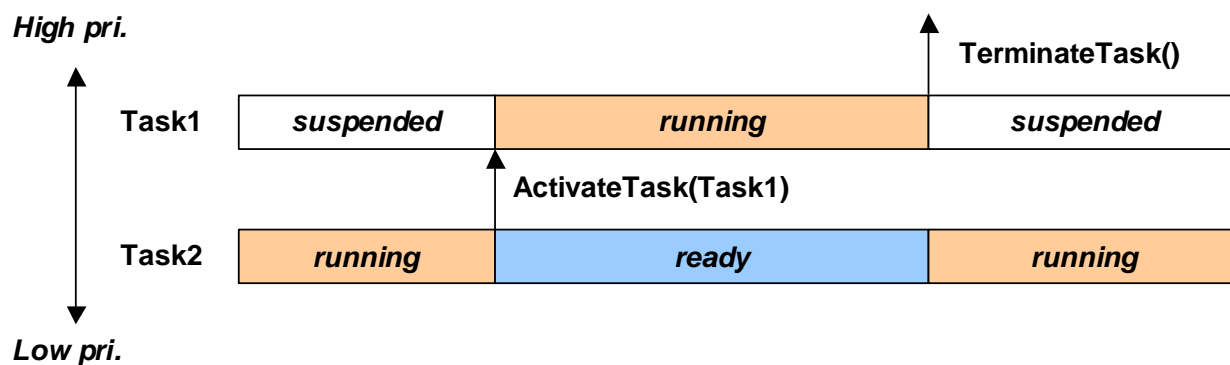 High pri.
TerminateTask()
Task1 suspended running suspended
ActivateTask(Task1)
Task2 running ready running
Low pri.